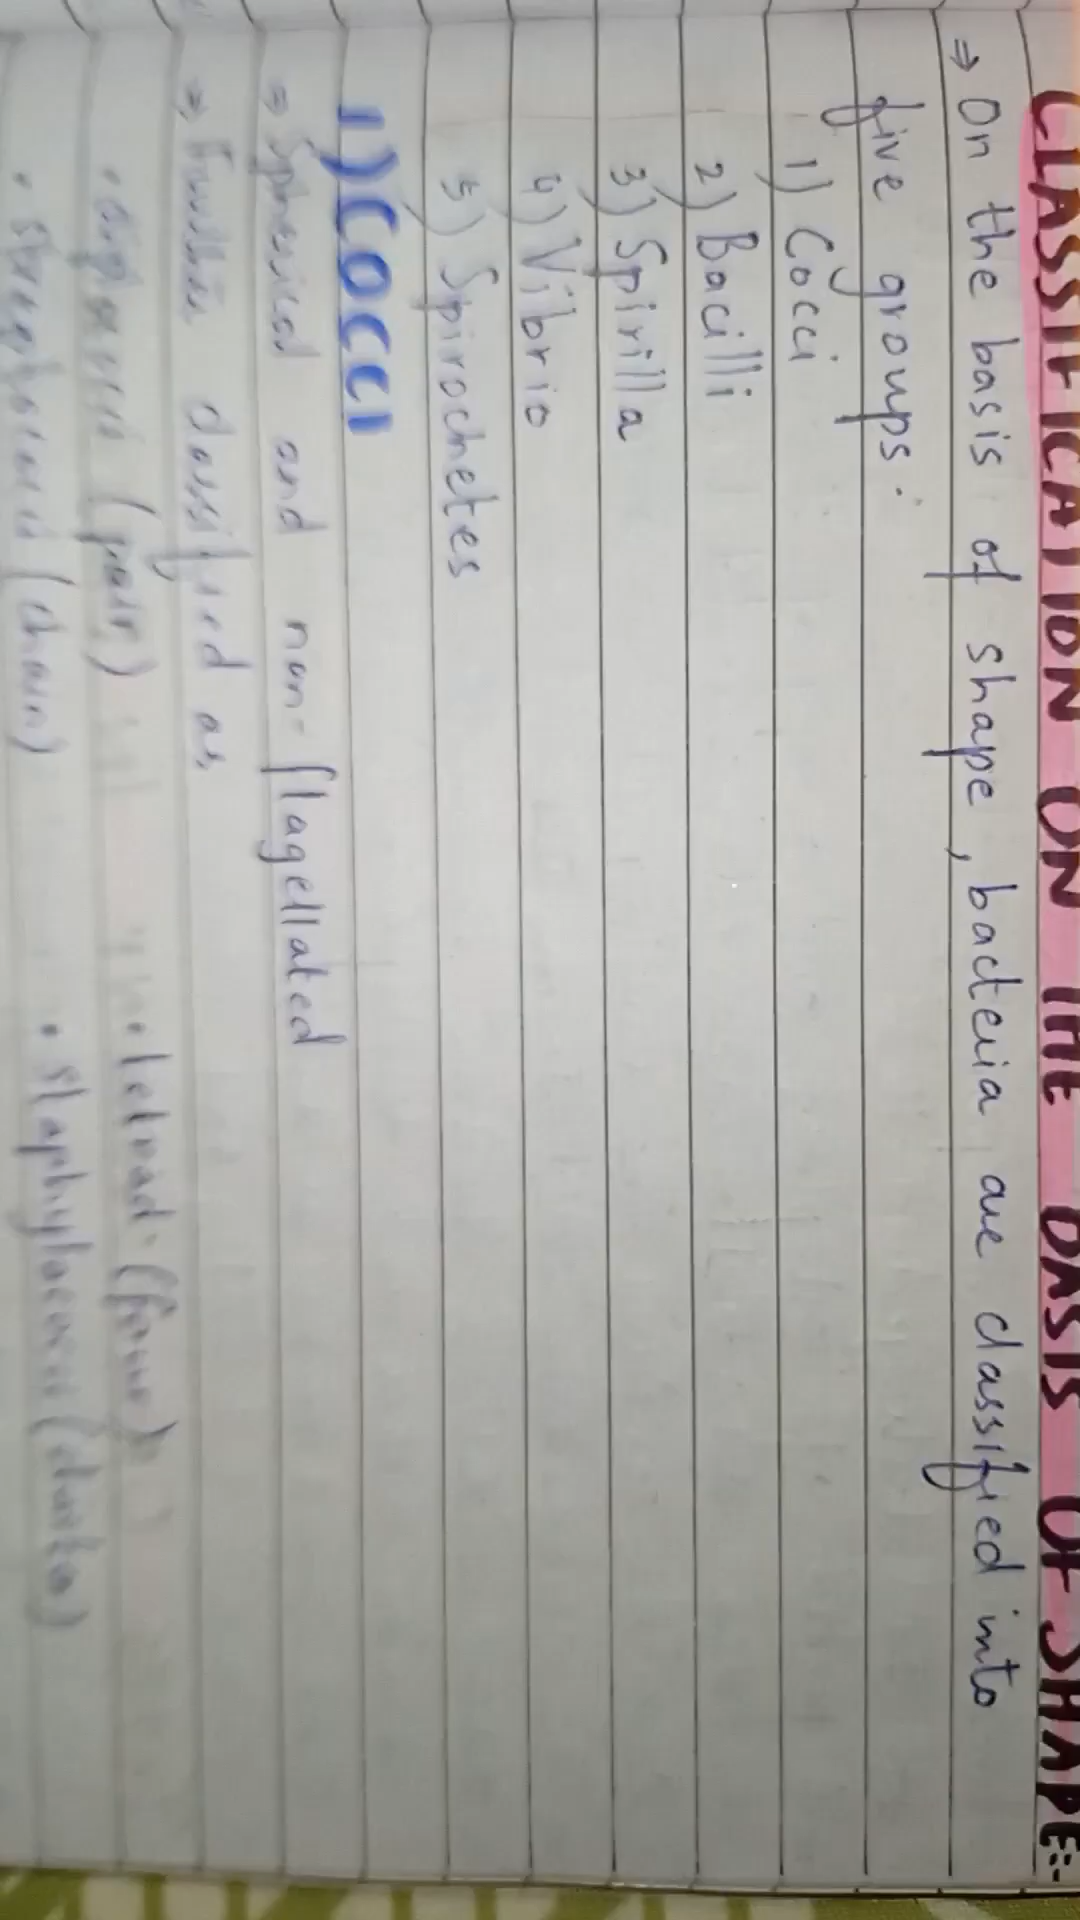 CLASSIFICATION ON THE BASIS OF SHAPE:-
⇒ On the basis of shape, bacteria are classified into
five groups.
1) Cocci
2) Bacilli
3) Spirilla
4) Vibrio
5) Spirochetes
1) COCCI
⇒ Spherical and non-flagellated
⇒ Further classified as
• diplococci (pair) • tetrad (four)
• streptococci (chain) • staphylococci (cluster)